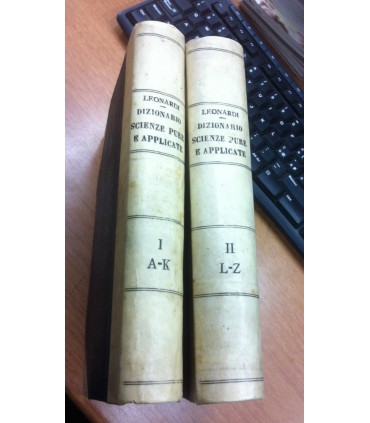 LEONARDI
DIZIONARIO
SCIENZE PURE
E APPLICATE
I
A-K
LEONARDI
DIZIONARIO
SCIENZE PURE
E APPLICATE
II
L-Z